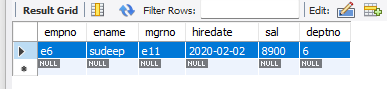 Result Grid Filter Rows: Edit:
empno ename mgrno hiredate sal deptno
e6 sudeep e11 2020-02-02 8900 6
NULL NULL NULL NULL NULL NULL